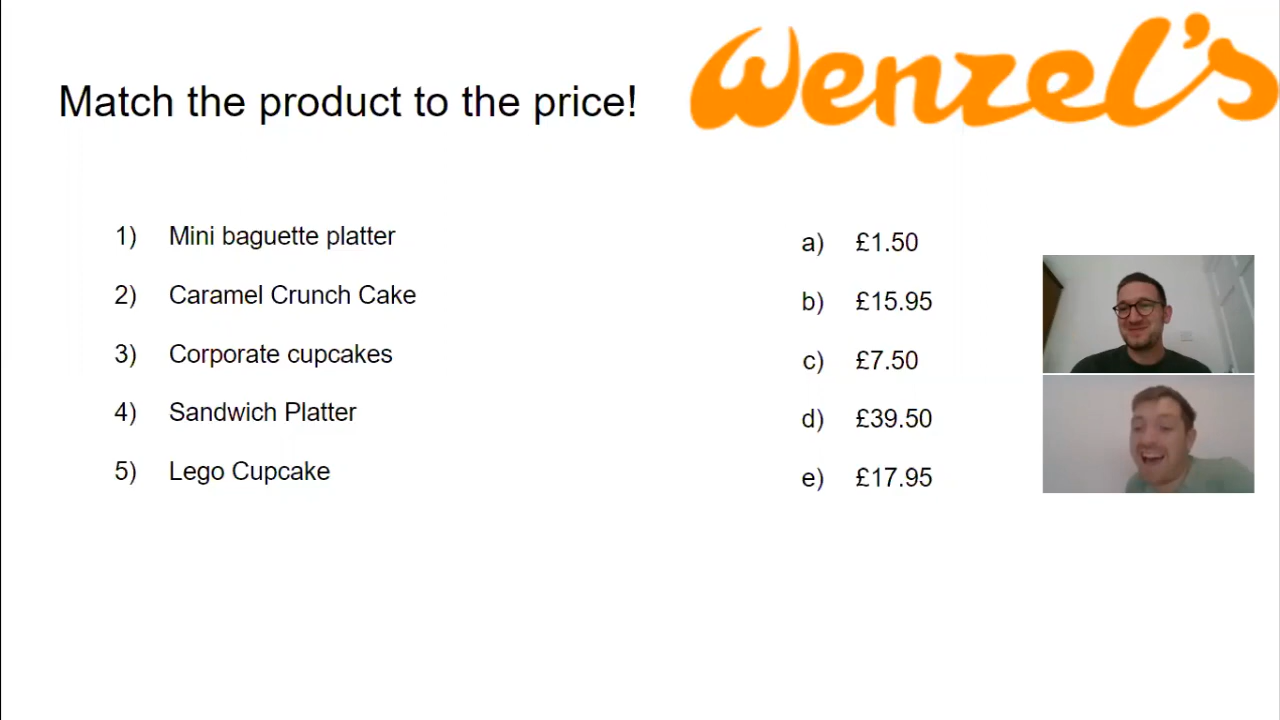 Wenzel's
Match the product to the price!
1) Mini baguette platter
2) Caramel Crunch Cake
3) Corporate cupcakes
4) Sandwich Platter
5) Lego Cupcake
a) £1.50
b) £15.95
c) £7.50
d) £39.50
e) £17.95